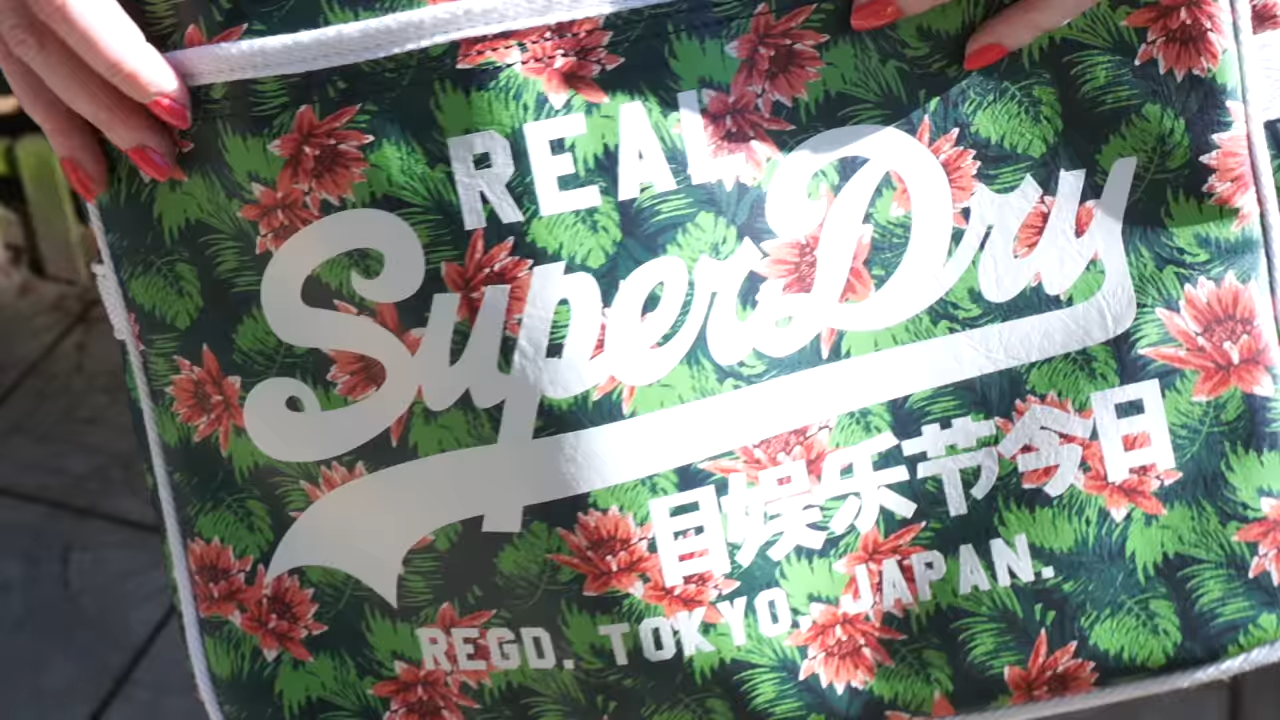 REAL
SuperDry
目娱乐节今日
REGD. TOKYO, JAPAN.